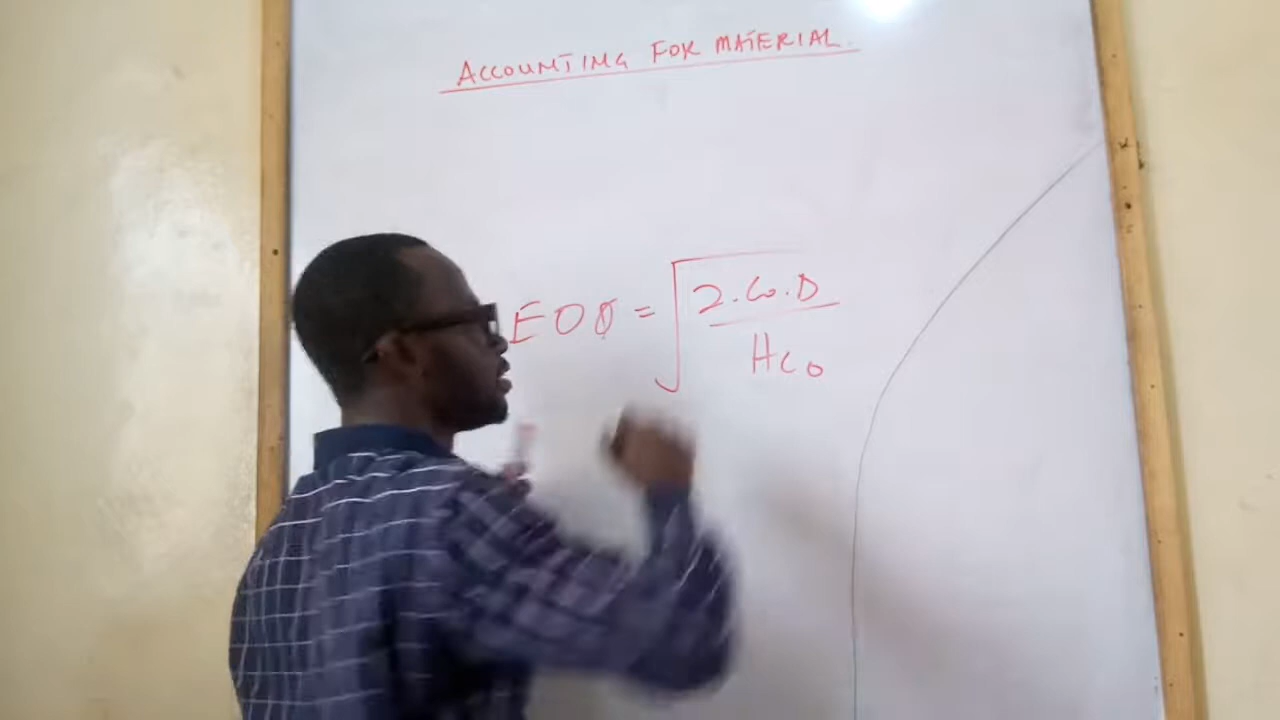 ACCOUNTING FOR MATERIAL.
EOQ = √(2.Co.D / HCo)